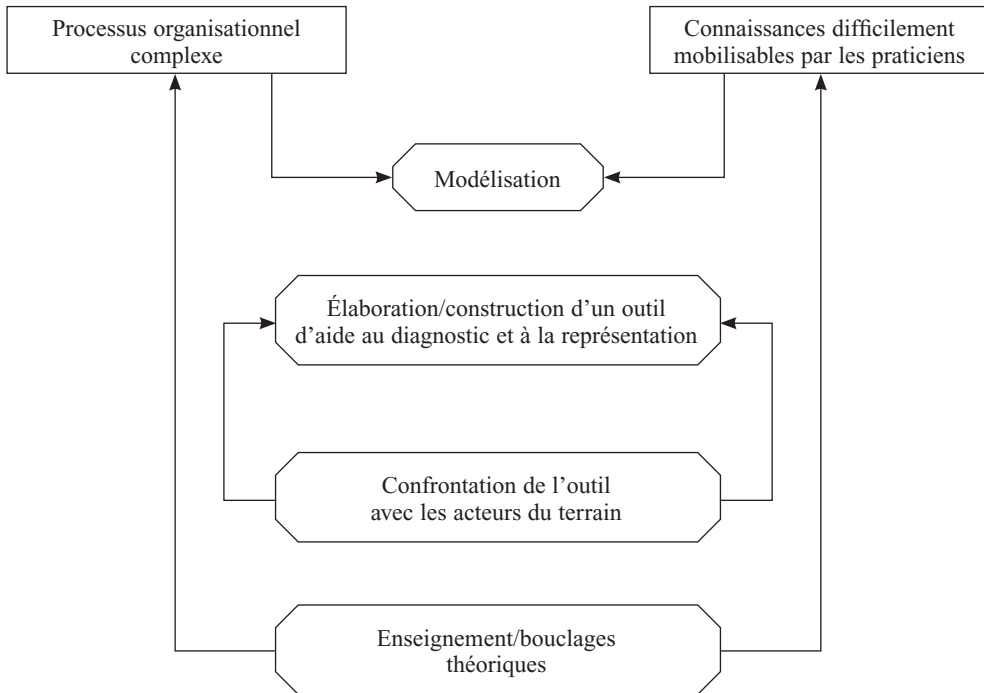 Processus organisationnel
complexe
Connaissances difficilement
mobilisables par les praticiens
Modélisation
Élaboration/construction d’un outil
d’aide au diagnostic et à la représentation
Confrontation de l’outil
avec les acteurs du terrain
Enseignement/bouclages
théoriques